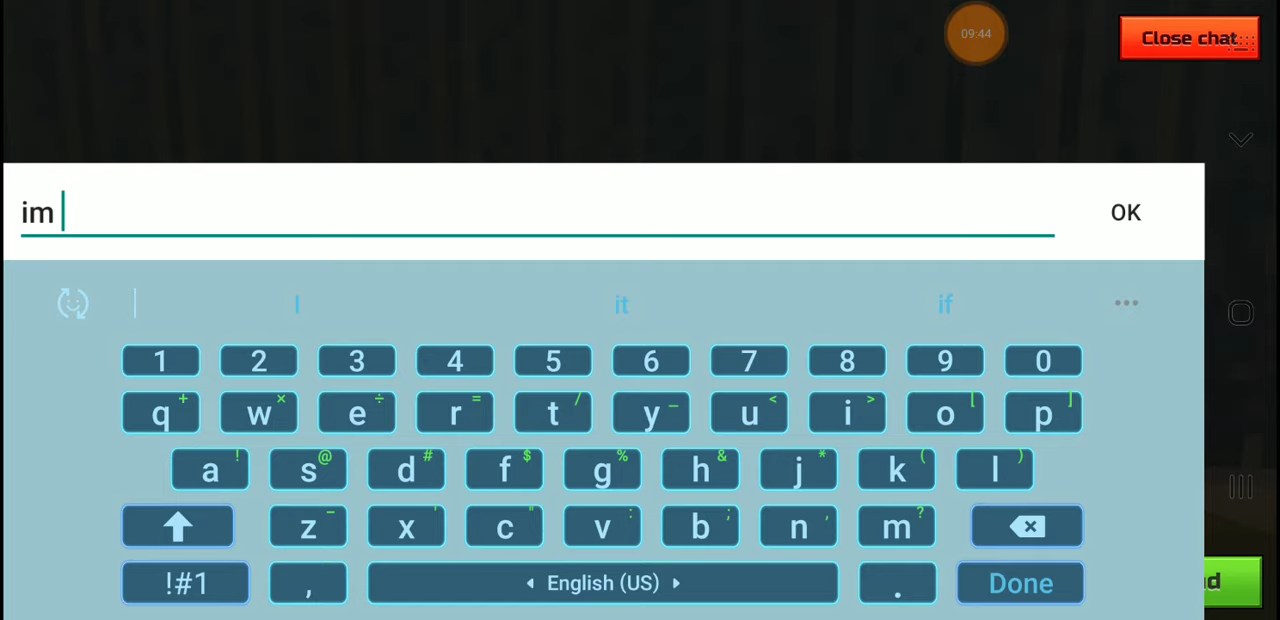 09:44
Close chat
im
OK
I it if
1 2 3 4 5 6 7 8 9 0
q + w × e ÷ r = t / y _ u < i > o [ p ]
a ! s @ d # f $ g % h & j * k ( l )
z - x ' c " v : b ; n , m ?
!#1 , English (US) . Done
d